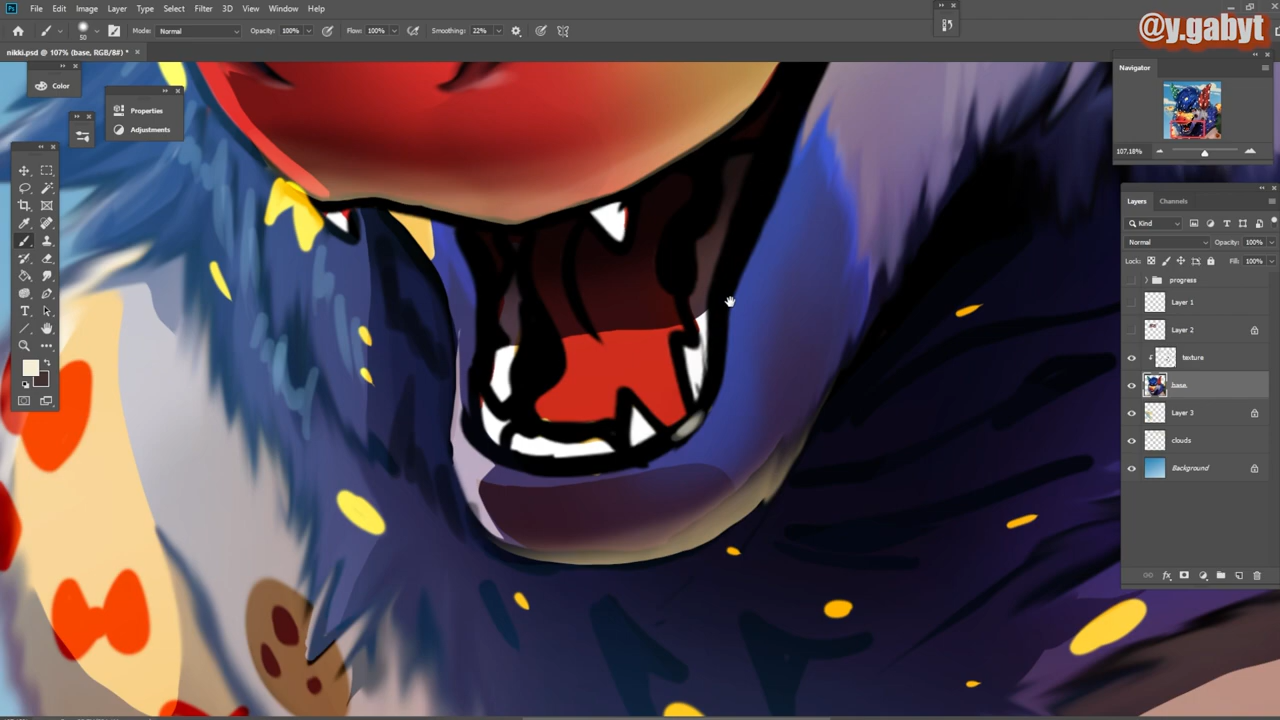 Ps File Edit Image Layer Type Select Filter 3D View Window Help
@y.gabyt
50 Mode: Normal Opacity: 100% Flow: 100% Smoothing: 22%
nikki.psd @ 107% (base, RGB/8#) *
Color
Properties
Adjustments
Navigator
107.18%
Layers Channels
Kind
Normal Opacity: 100%
Lock: Fill: 100%
progress
Layer 1
Layer 2
texture
base
Layer 3
clouds
Background